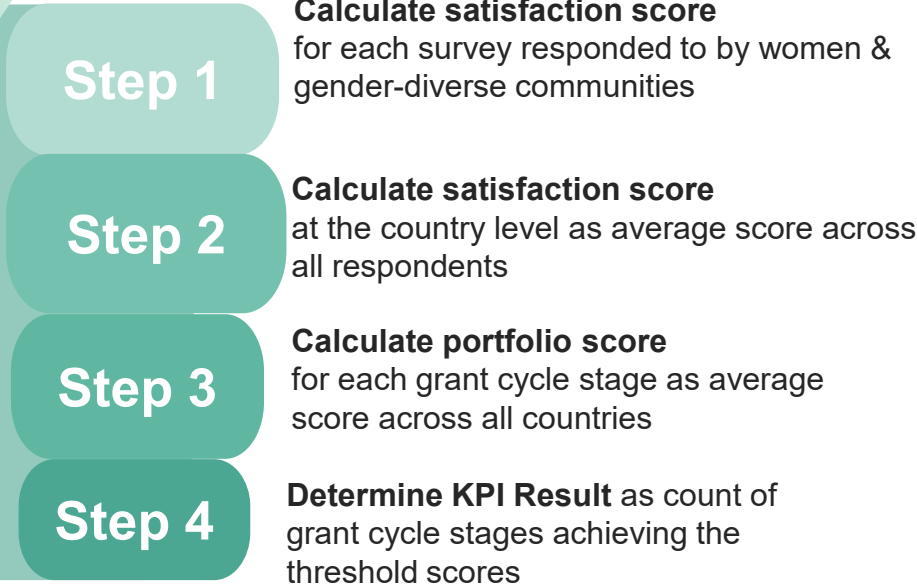 Step 1
Calculate satisfaction score
for each survey responded to by women &
gender-diverse communities
Step 2
Calculate satisfaction score
at the country level as average score across
all respondents
Step 3
Calculate portfolio score
for each grant cycle stage as average
score across all countries
Step 4
Determine KPI Result as count of
grant cycle stages achieving the
threshold scores